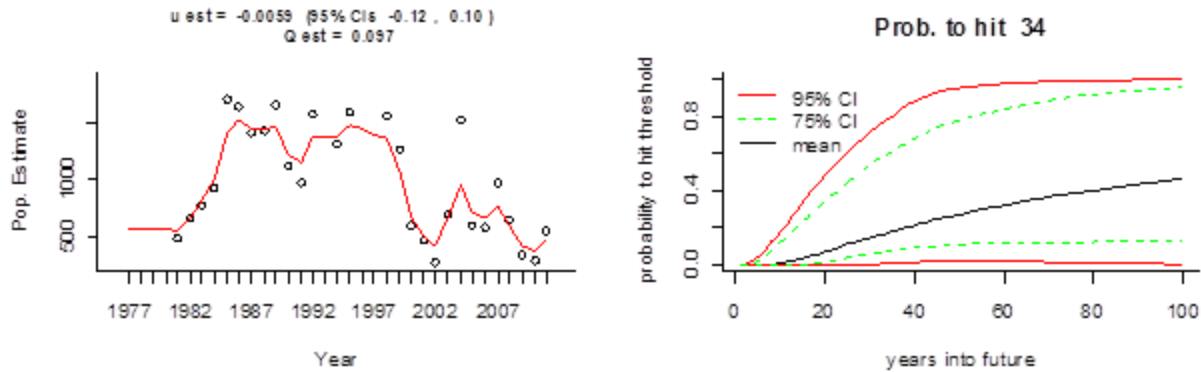 u est = -0.0059 (95% CIs -0.12 , 0.10 )
Q est = 0.097
Pop. Estimate
1000
500
1977 1982 1987 1992 1997 2002 2007
Year
Prob. to hit 34
probability to hit threshold
0.8
0.4
0.0
95% CI
75% CI
mean
0 20 40 60 80 100
years into future